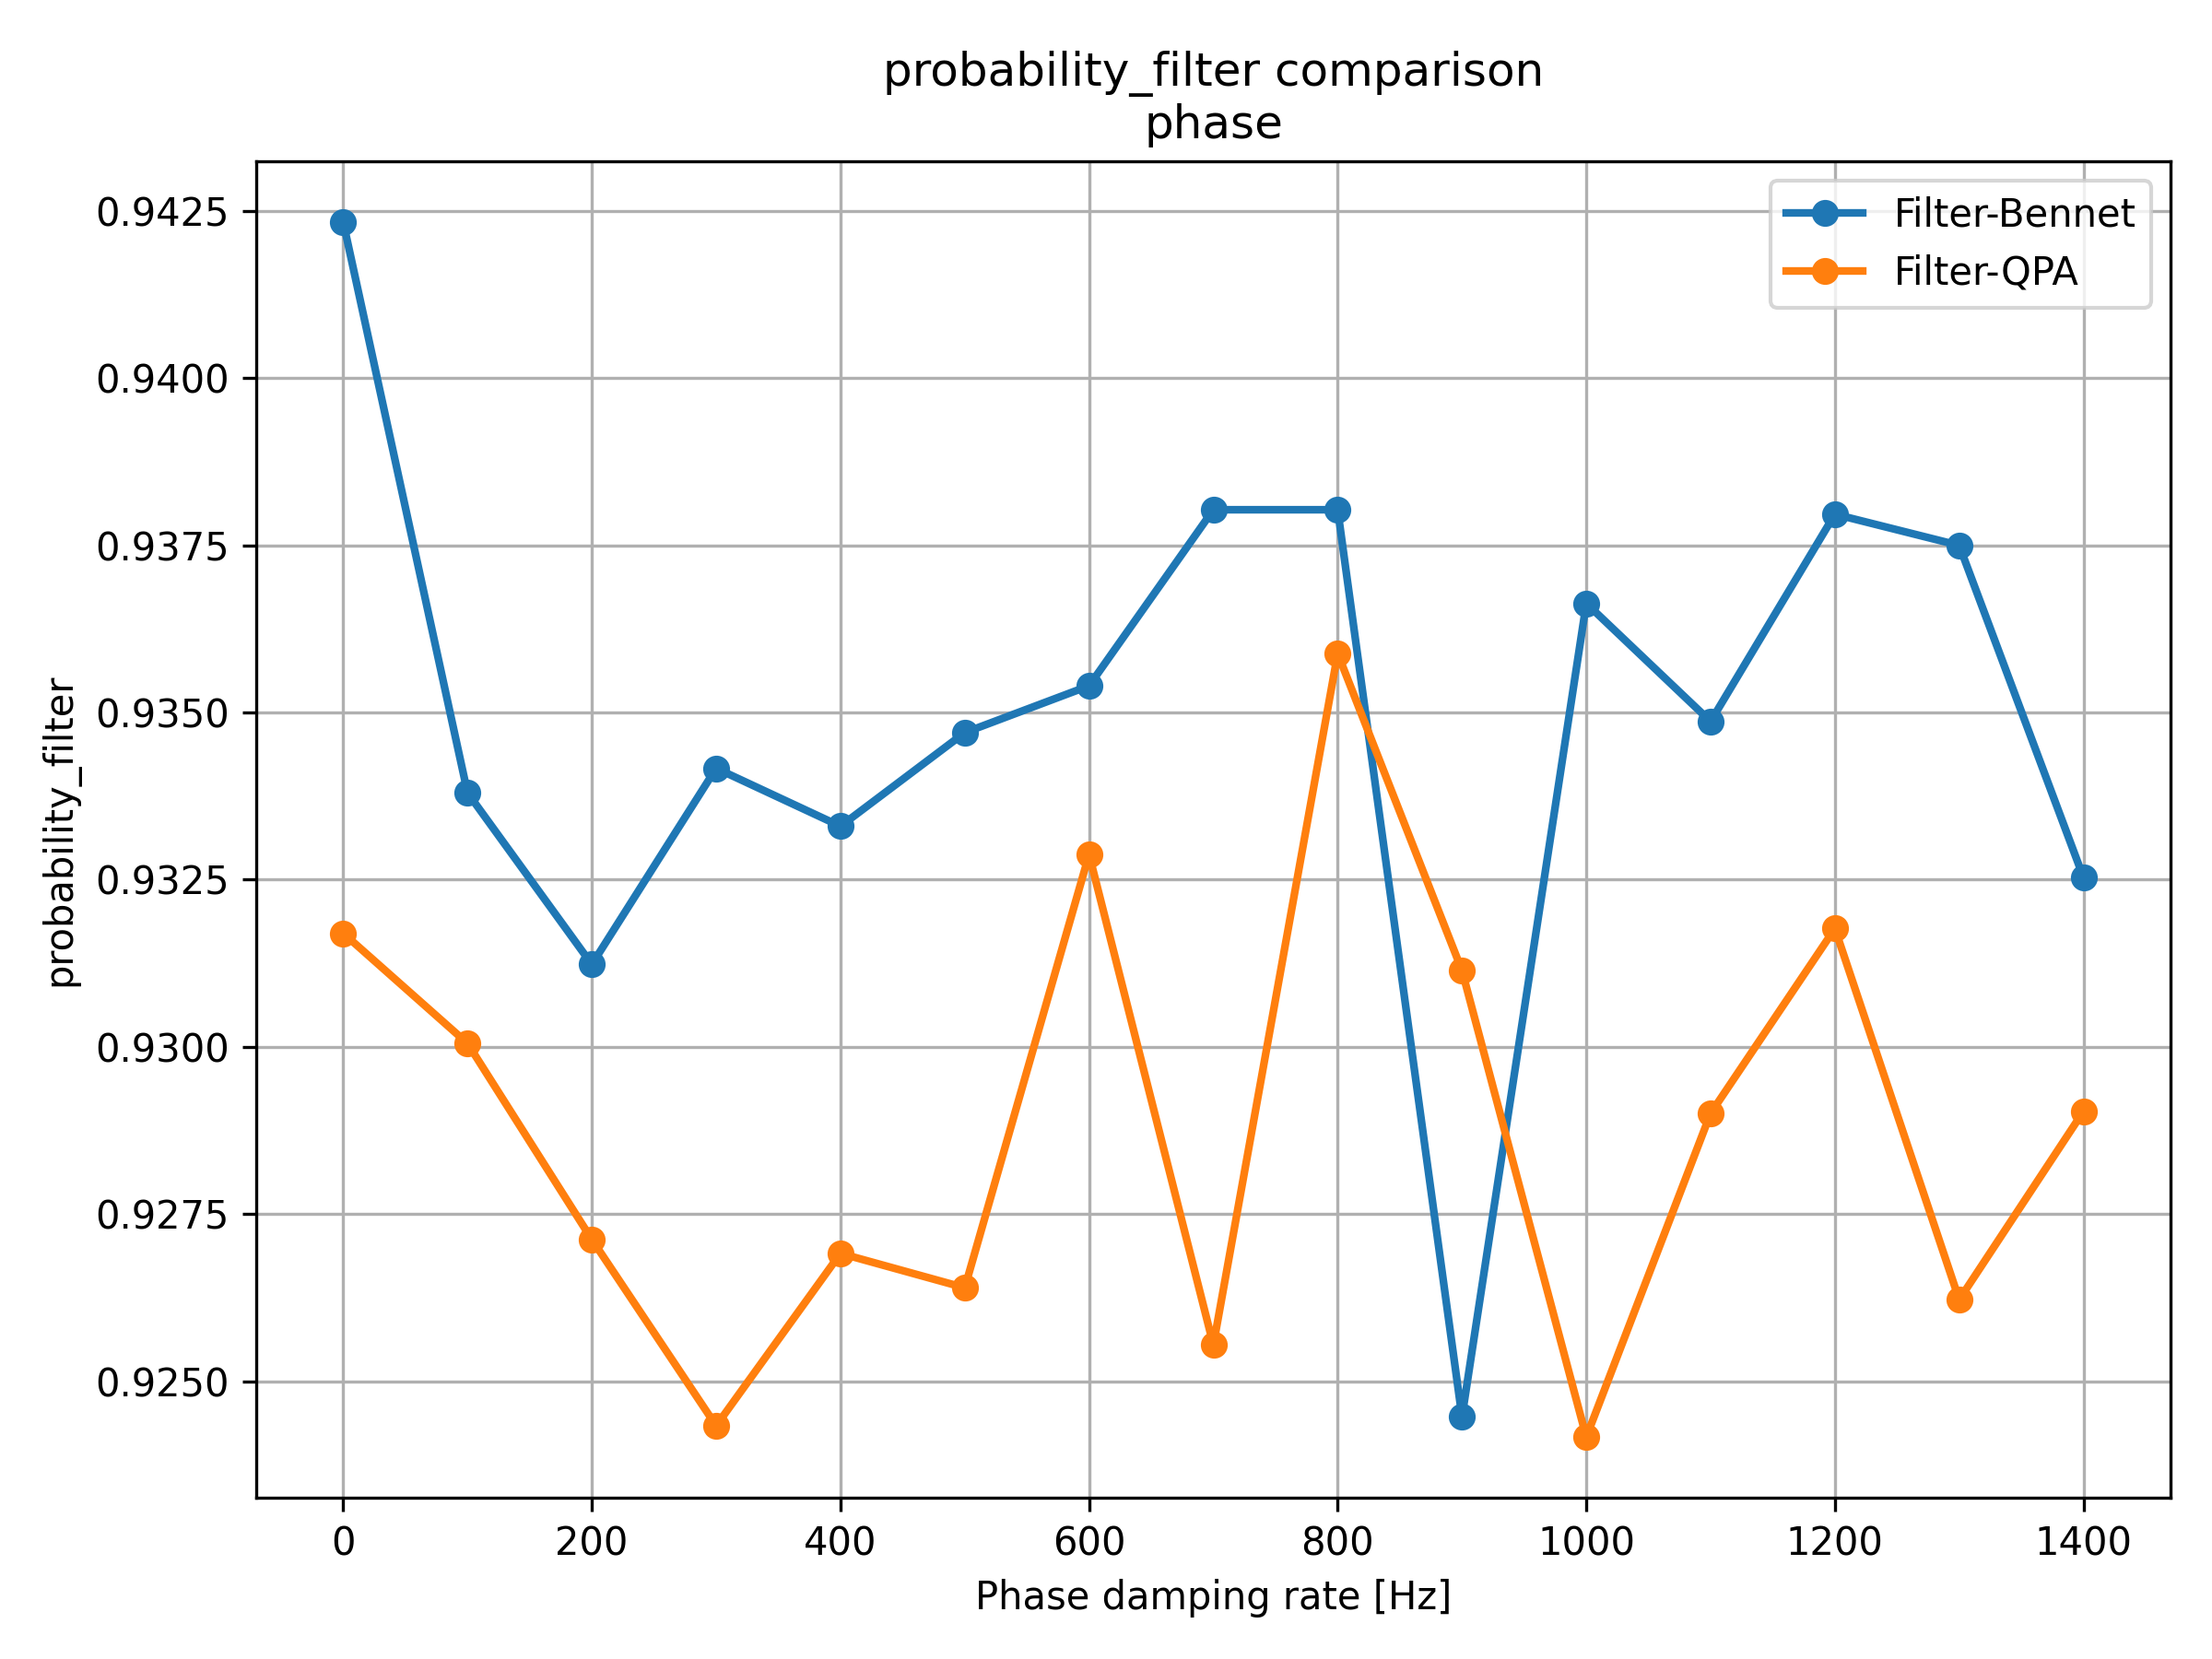 probability_filter comparison
phase
Filter-Bennet
Filter-QPA
probability_filter
0.9425
0.9400
0.9375
0.9350
0.9325
0.9300
0.9275
0.9250
0 200 400 600 800 1000 1200 1400
Phase damping rate [Hz]